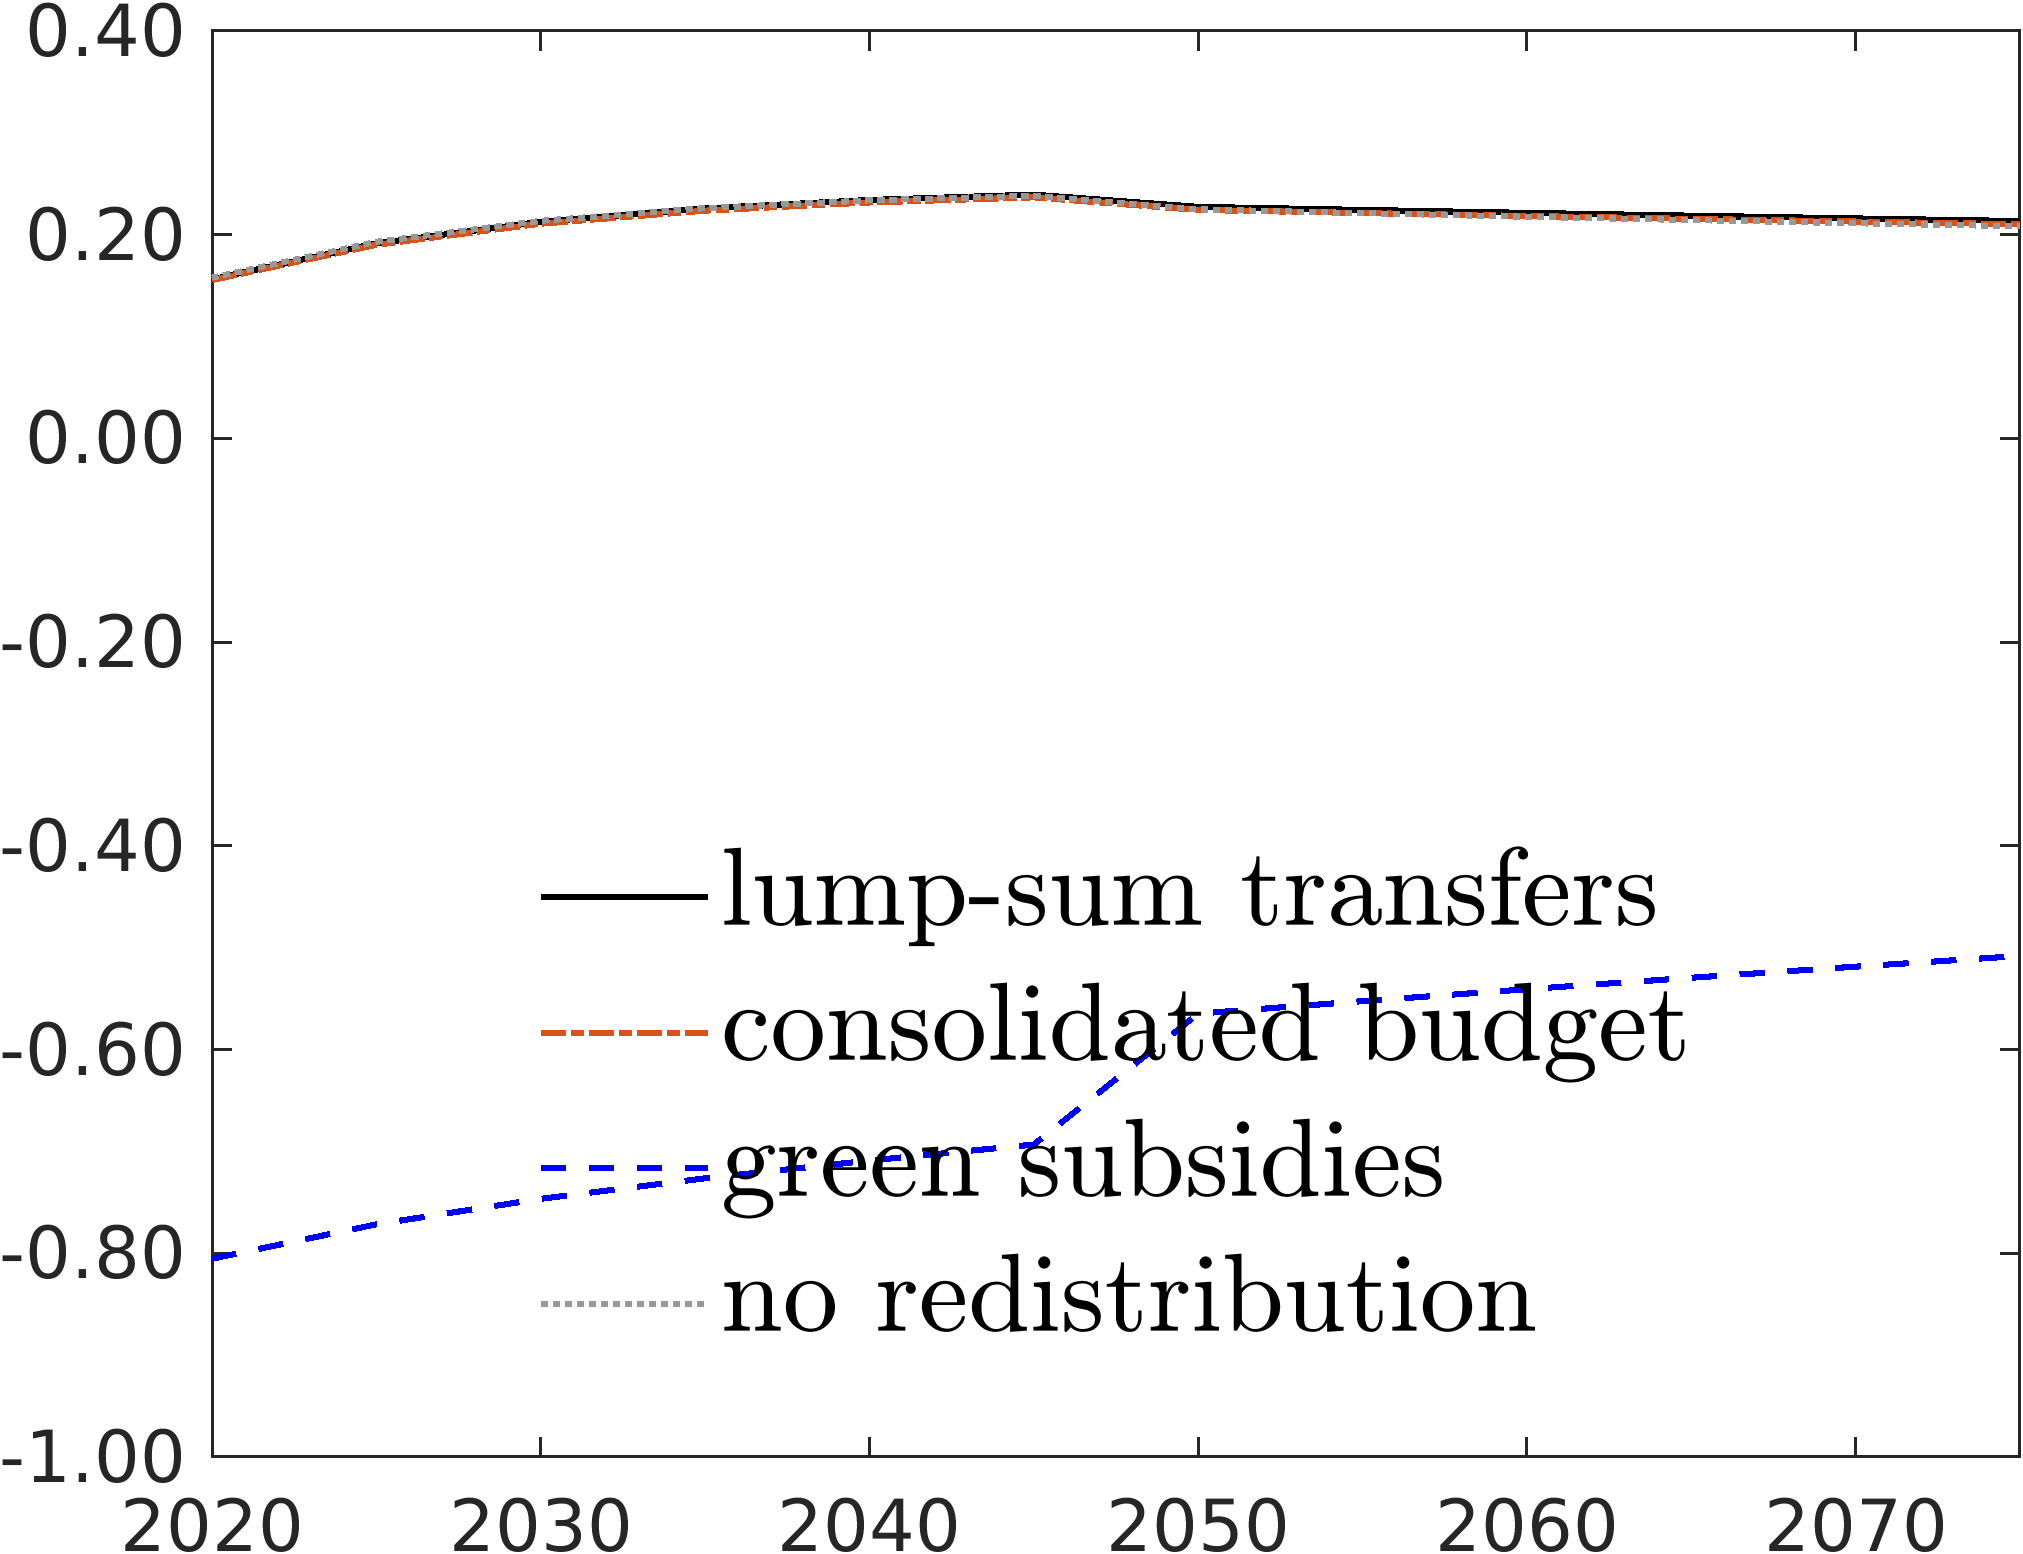 0.40
0.20
0.00
-0.20
-0.40
lump-sum transfers
consolidated budget
-0.60
green subsidies
-0.80
no redistribution
-1.00
2020 2030 2040 2050 2060 2070